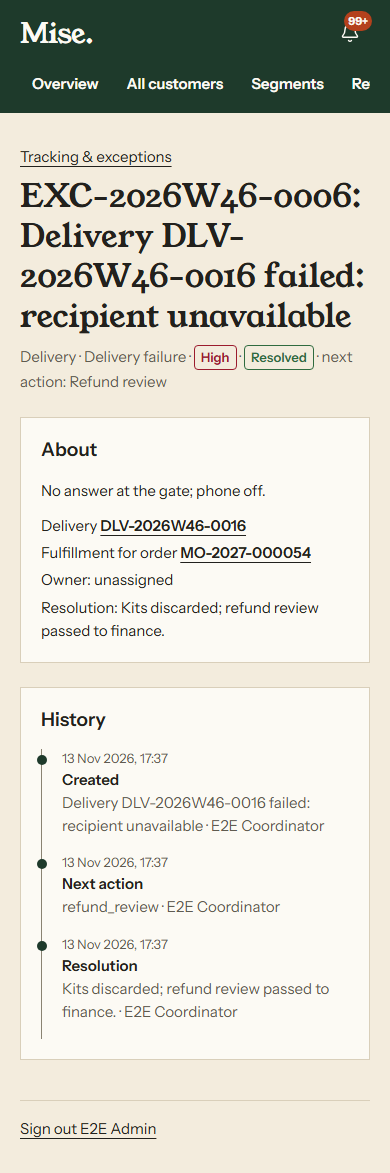 Mise.
99+
Overview All customers Segments Re
Tracking & exceptions
EXC-2026W46-0006:
Delivery DLV-
2026W46-0016 failed:
recipient unavailable
Delivery · Delivery failure · High · Resolved · next
action: Refund review
About
No answer at the gate; phone off.
Delivery DLV-2026W46-0016
Fulfillment for order MO-2027-000054
Owner: unassigned
Resolution: Kits discarded; refund review
passed to finance.
History
13 Nov 2026, 17:37
Created
Delivery DLV-2026W46-0016 failed:
recipient unavailable · E2E Coordinator
13 Nov 2026, 17:37
Next action
refund_review · E2E Coordinator
13 Nov 2026, 17:37
Resolution
Kits discarded; refund review passed to
finance. · E2E Coordinator
Sign out E2E Admin